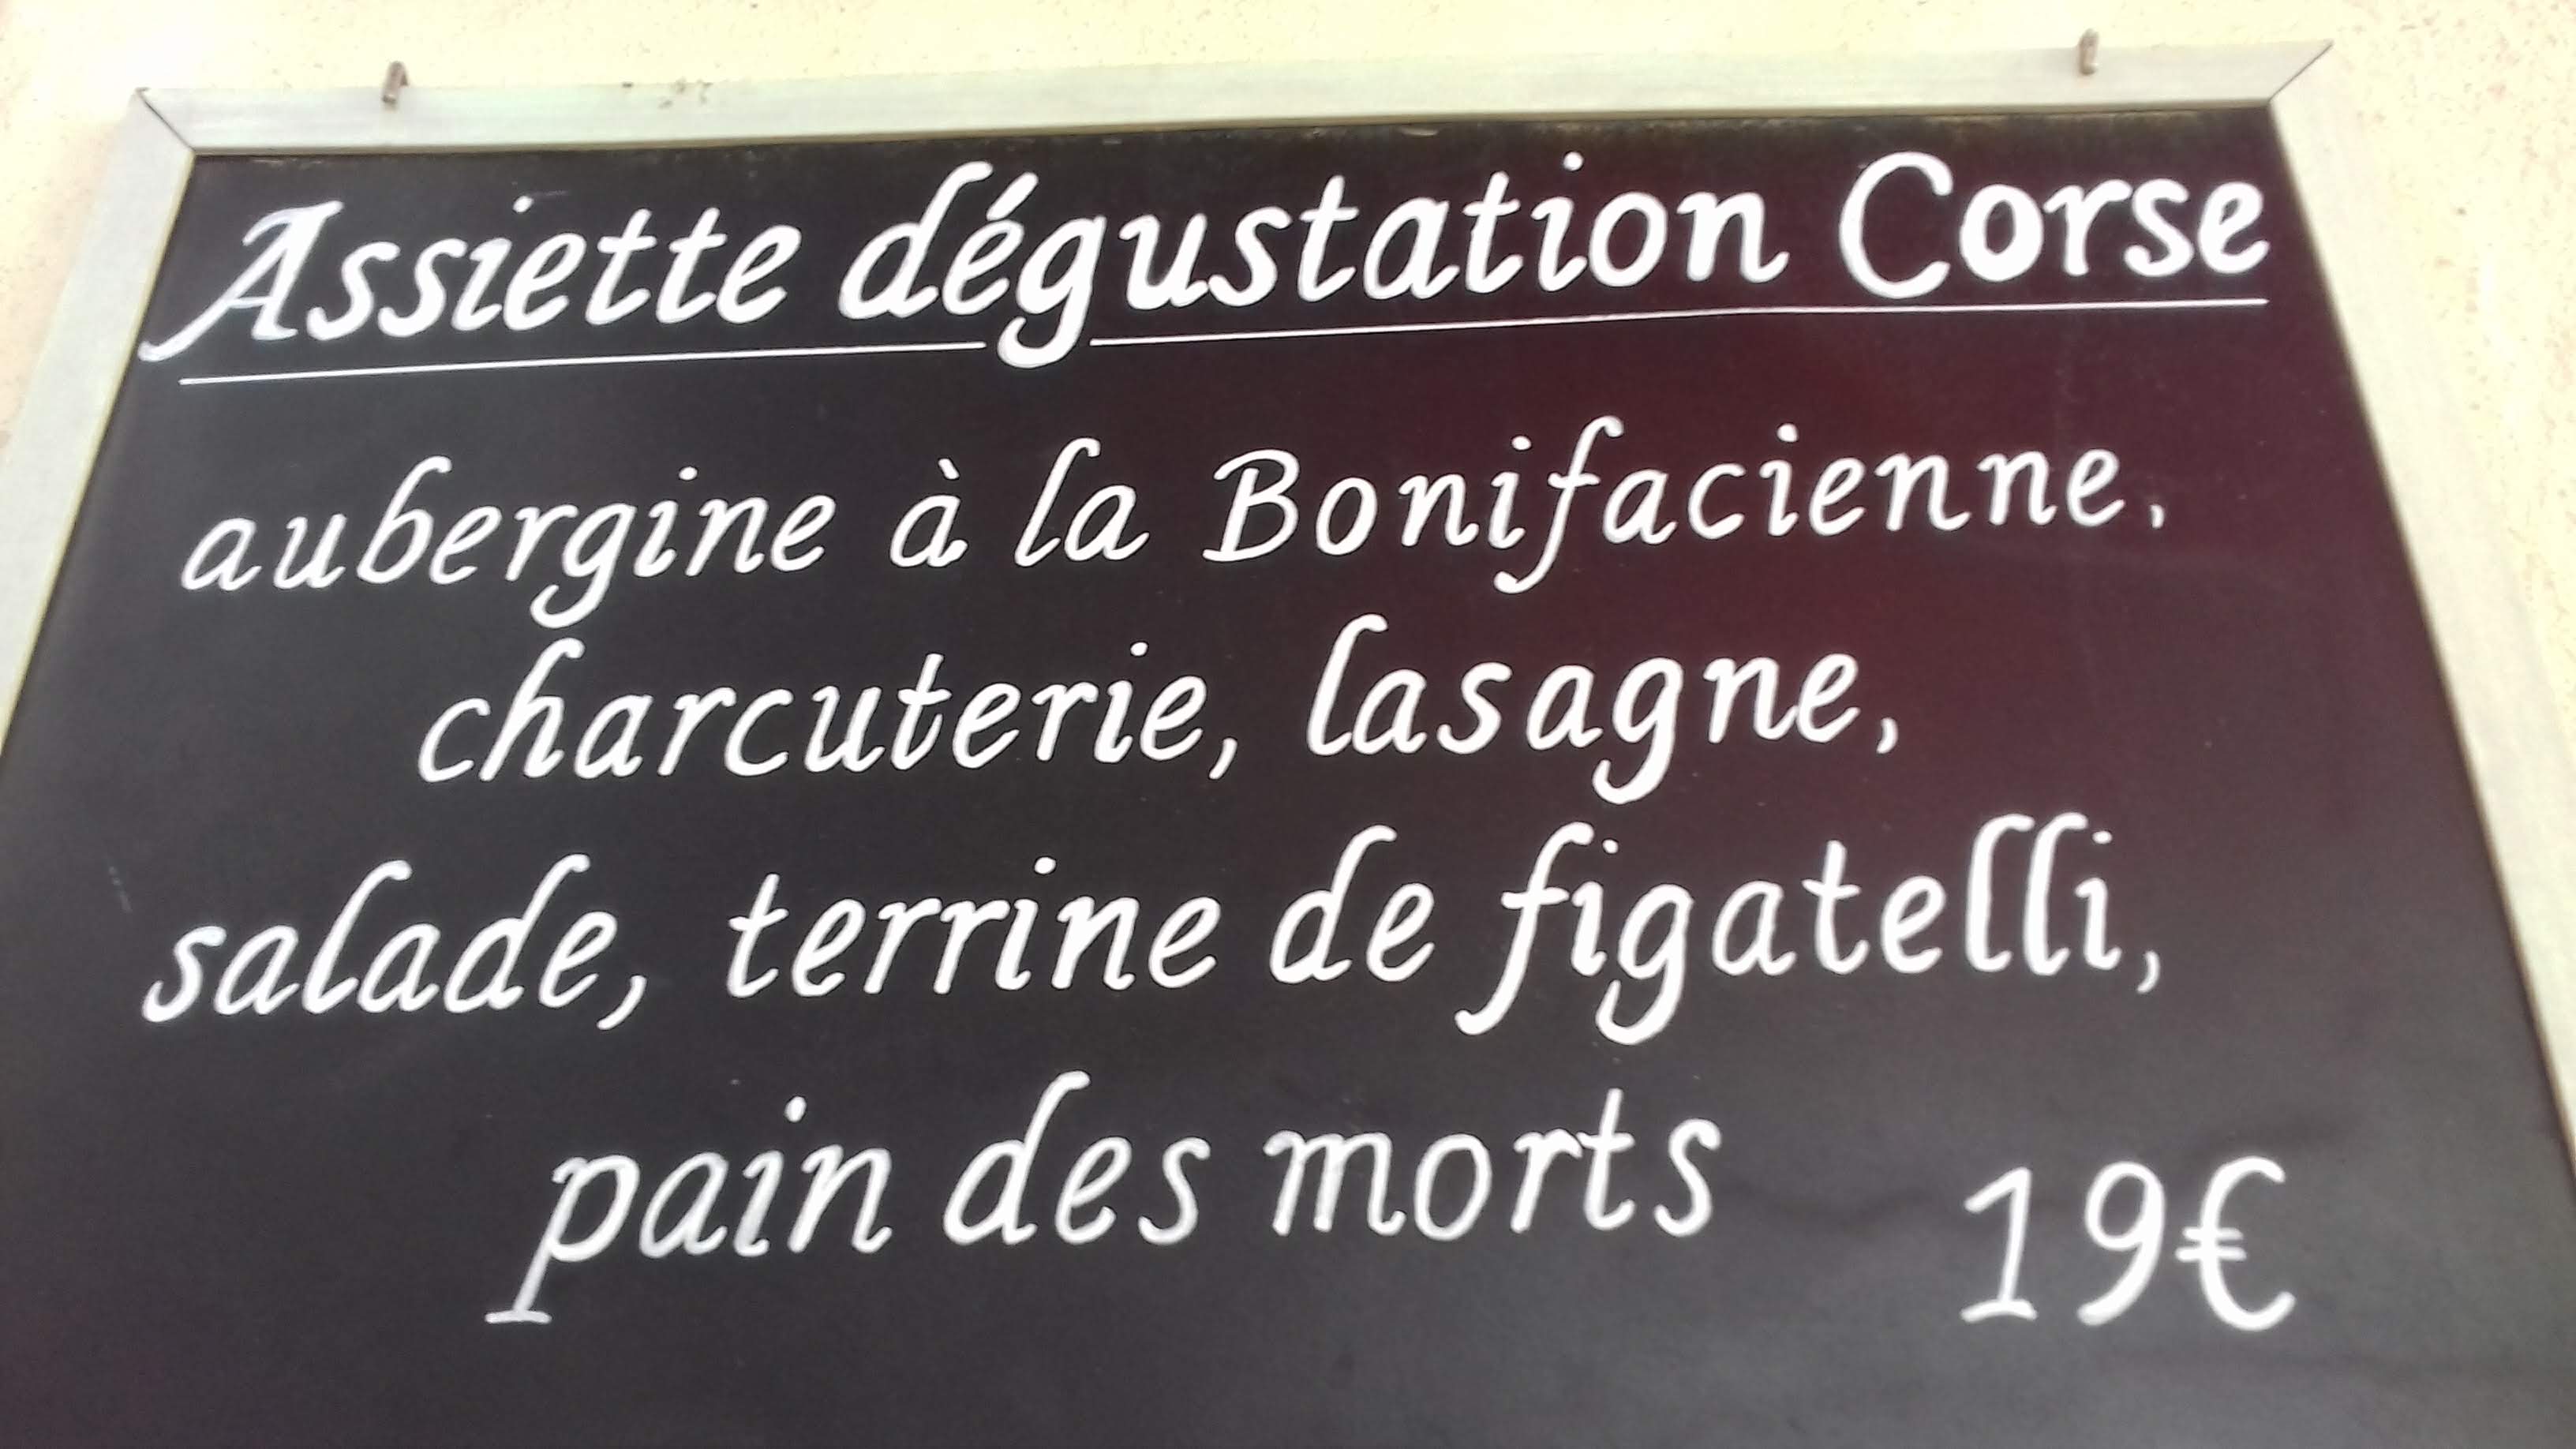 Assiette dégustation Corse
aubergine à la Bonifacienne,
charcuterie, lasagne,
salade, terrine de figatelli,
pain des morts 19€